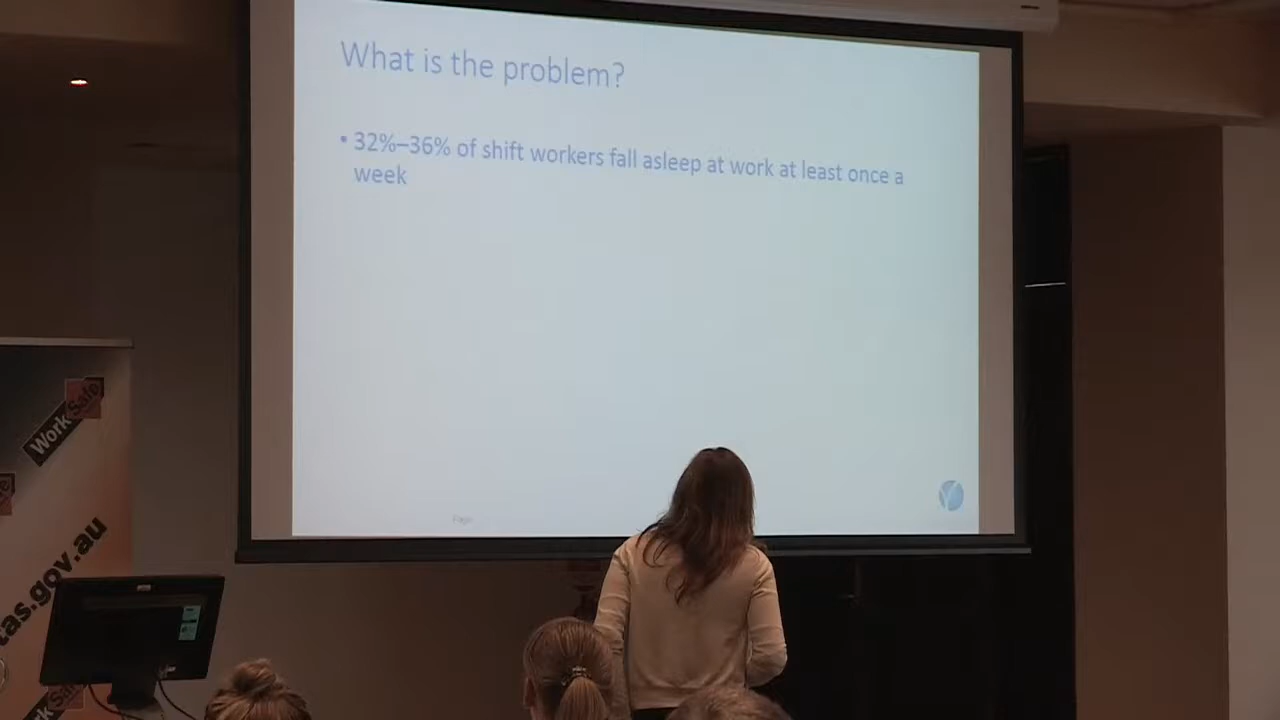 What is the problem?
• 32%–36% of shift workers fall asleep at work at least once a
week
Page
WorkSafe
tas.gov.au
WorkSafe